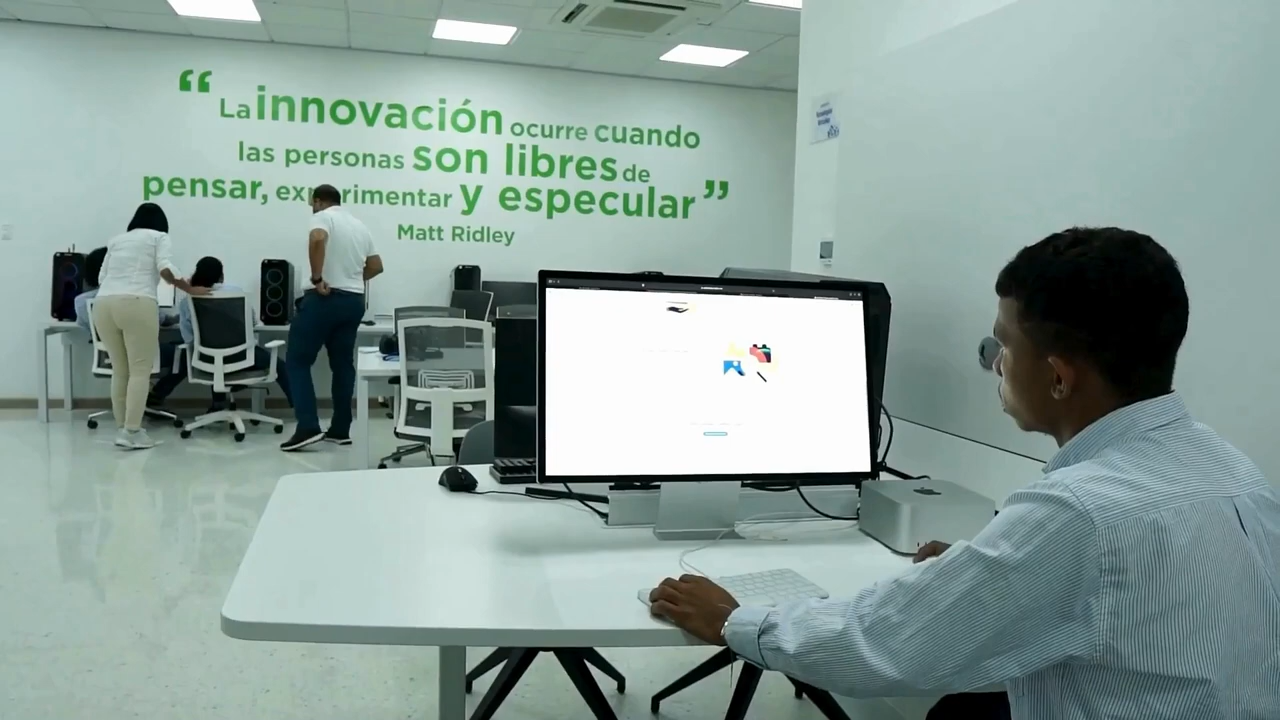 “La innovación ocurre cuando
las personas son libres de
pensar, experimentar y especular”
Matt Ridley